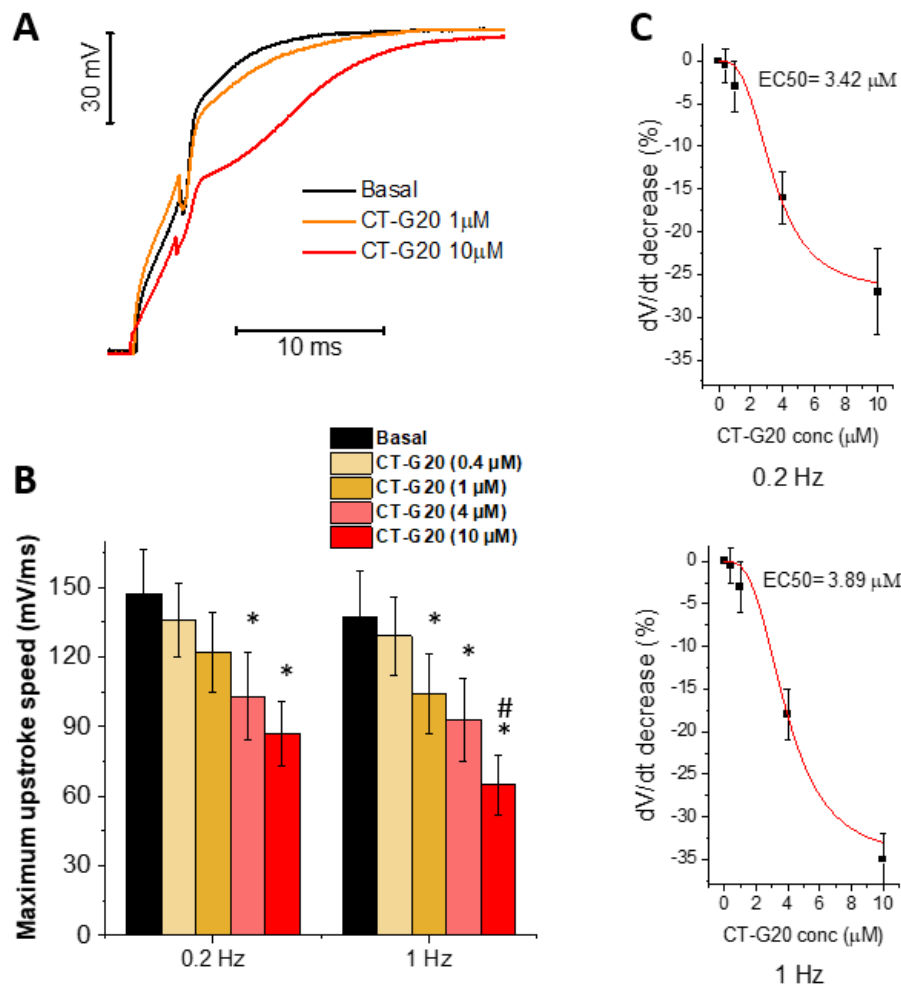 A
30 mV
Basal
CT-G20 1μM
CT-G20 10μM
10 ms
B
Basal
CT-G20 (0.4 μM)
CT-G20 (1 μM)
CT-G20 (4 μM)
CT-G20 (10 μM)
Maximum upstroke speed (mV/ms)
150
120
90
60
30
0
* * * * # *
0.2 Hz 1 Hz
C
0
-5
-10
-15
-20
-25
-30
-35
EC50= 3.42 μM
dV/dt decrease (%)
0 2 4 6 8 10
CT-G20 conc (μM)
0.2 Hz
0
-5
-10
-15
-20
-25
-30
-35
EC50= 3.89 μM
dV/dt decrease (%)
0 2 4 6 8 10
CT-G20 conc (μM)
1 Hz